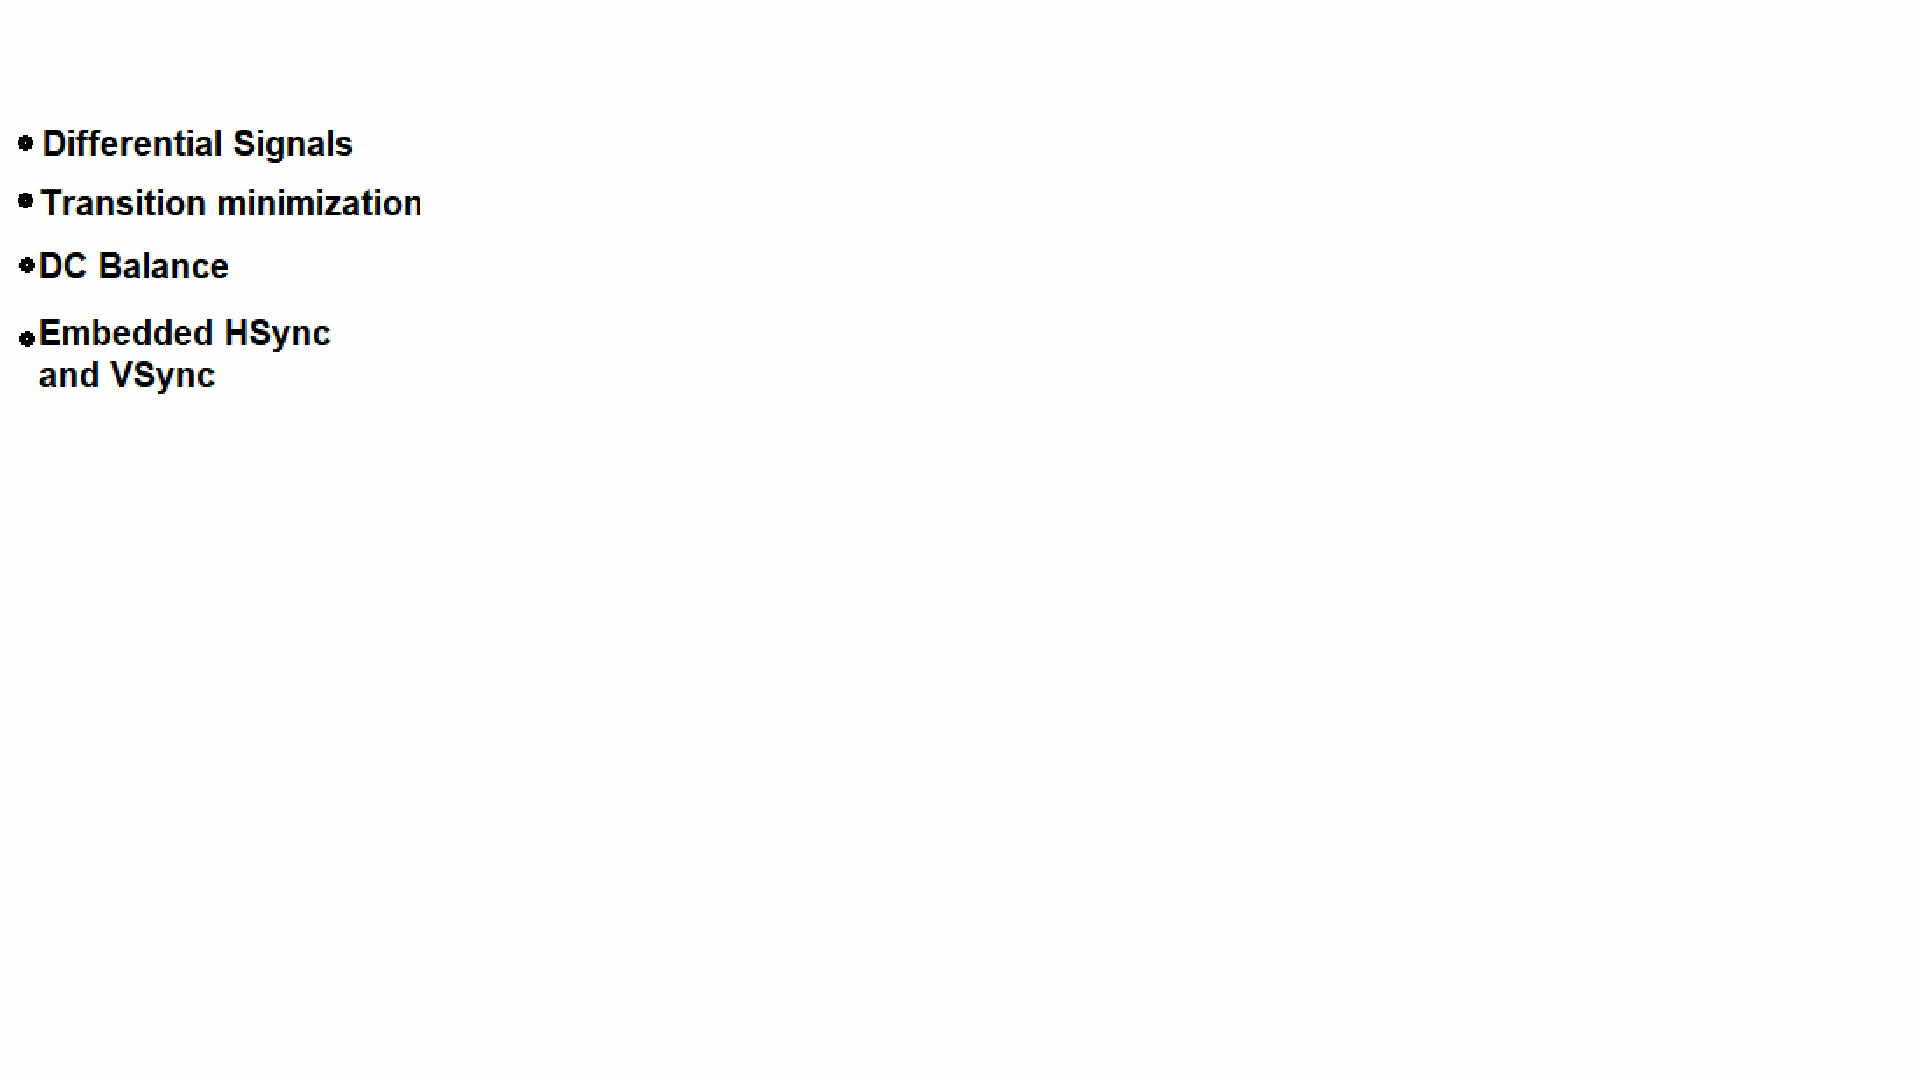 • Differential Signals
• Transition minimization
• DC Balance
• Embedded HSync
and VSync